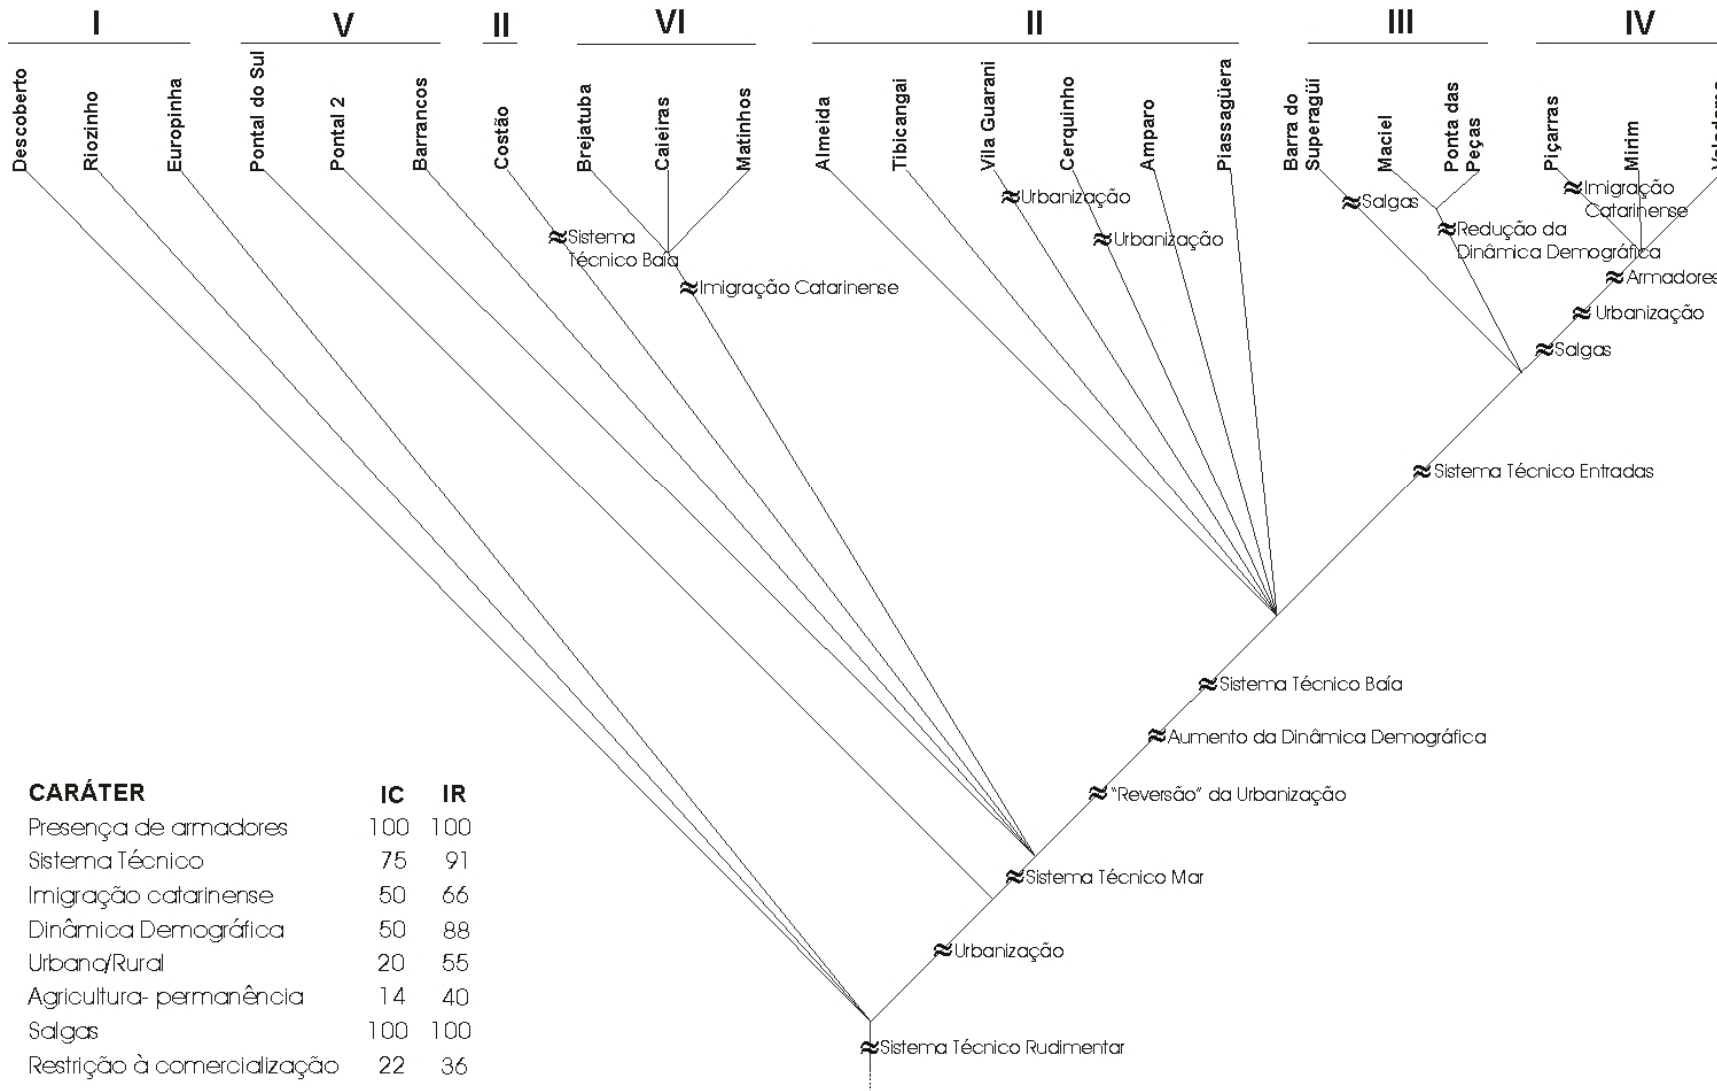 I V II VI II III IV
Descoberto
Riozinho
Europinha
Pontal do Sul
Pontal 2
Barrancos
Costão
Brejatuba
Caieiras
Matinhos
Almeida
Tibicangai
Vila Guarani
Cerquinho
Amparo
Piassagüera
Barra do
Superagüi
Maciel
Ponta das
Peças
Piçarras
Mirim
≈Urbanização
≈Salgas
≈Imigração
Catarinense
≈Sistema
Técnico Baía
≈Urbanização
≈Redução da
Dinâmica Demográfica
≈Imigração Catarinense
≈Armadores
≈Urbanização
≈Salgas
≈Sistema Técnico Entradas
≈Sistema Técnico Baía
≈Aumento da Dinâmica Demográfica
≈"Reversão" da Urbanização
≈Sistema Técnico Mar
≈Urbanização
≈Sistema Técnico Rudimentar
CARÁTER IC IR
Presença de armadores 100 100
Sistema Técnico 75 91
Imigração catarinense 50 66
Dinâmica Demográfica 50 88
Urbano/Rural 20 55
Agricultura- permanência 14 40
Salgas 100 100
Restrição à comercialização 22 36